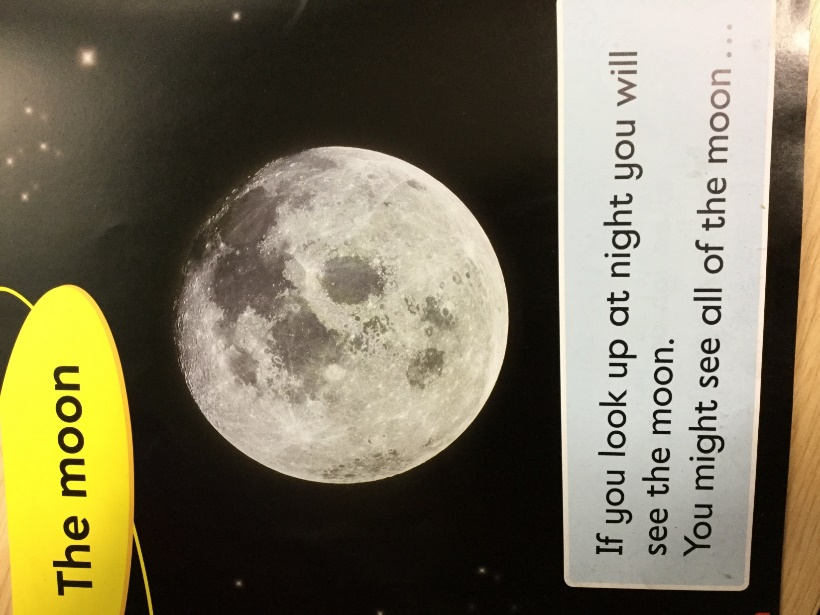 The moon
If you look up at night you will
see the moon.
You might see all of the moon...